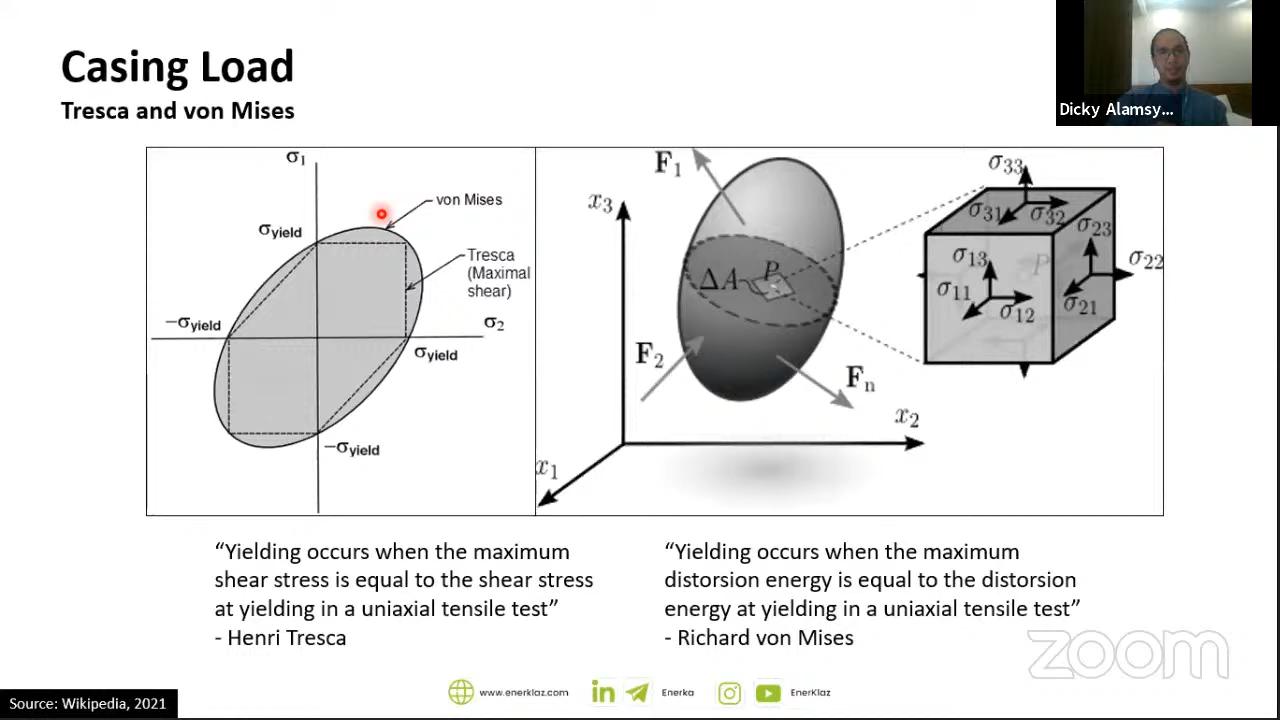 Casing Load
Tresca and von Mises
Dicky Alamsy...
σ₁
von Mises
σyield
Tresca
(Maximal
shear)
−σyield
σ₂
σyield
−σyield
F₁
x₃
ΔA
P
F₂
Fₙ
x₂
x₁
σ₃₃
σ₃₁
σ₃₂
σ₂₃
σ₁₃
σ₂₂
σ₁₁
σ₁₂
σ₂₁
P
“Yielding occurs when the maximum
shear stress is equal to the shear stress
at yielding in a uniaxial tensile test”
- Henri Tresca
“Yielding occurs when the maximum
distorsion energy is equal to the distorsion
energy at yielding in a uniaxial tensile test”
- Richard von Mises
zoom
www.enerklaz.com
in
Enerka
EnerKlaz
Source: Wikipedia, 2021